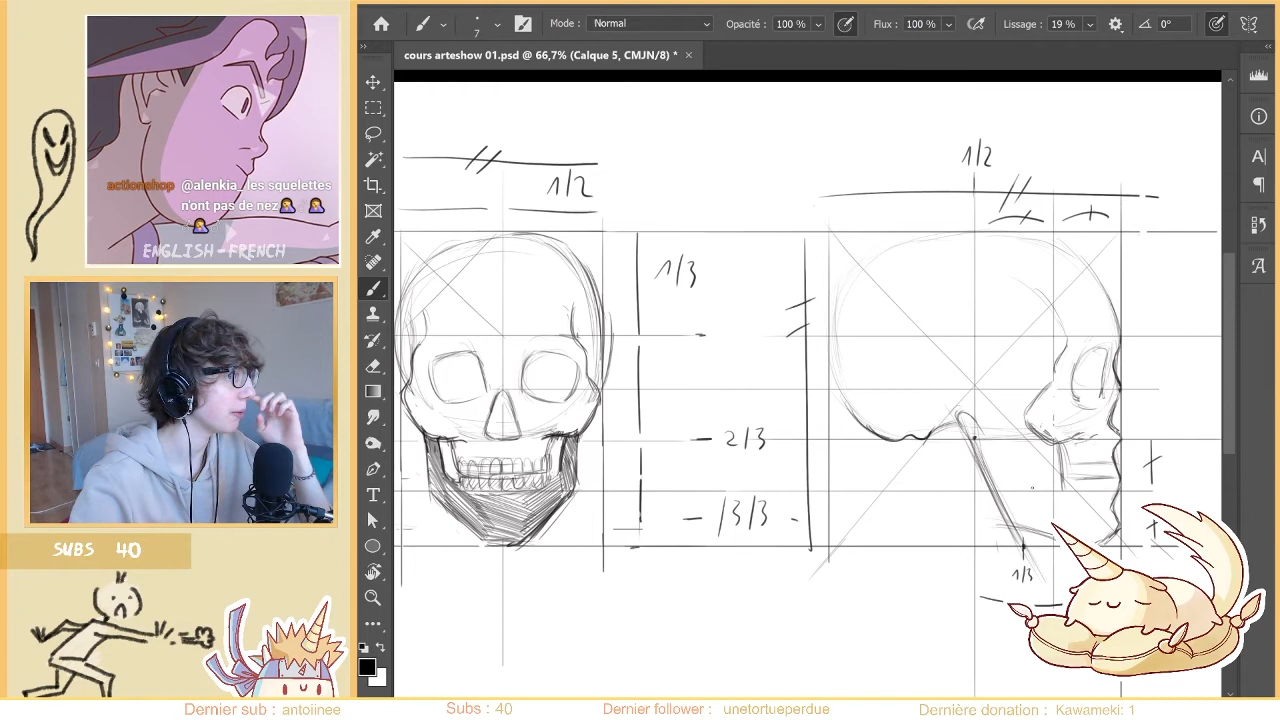 Mode : Normal Opacité : 100 % Flux : 100 % Lissage : 19 % 0°
7
cours arteshow 01.psd @ 66,7% (Calque 5, CMJN/8) * ×
actionshop @alenkia_ les squelettes
n'ont pas de nez
ENGLISH - FRENCH
1/2
1/2
1/3
2/3
3/3
1/3
SUBS 40
Dernier sub : antoiinee Subs : 40 Dernier follower : unetortueperdue Dernière donation : Kawameki: 1